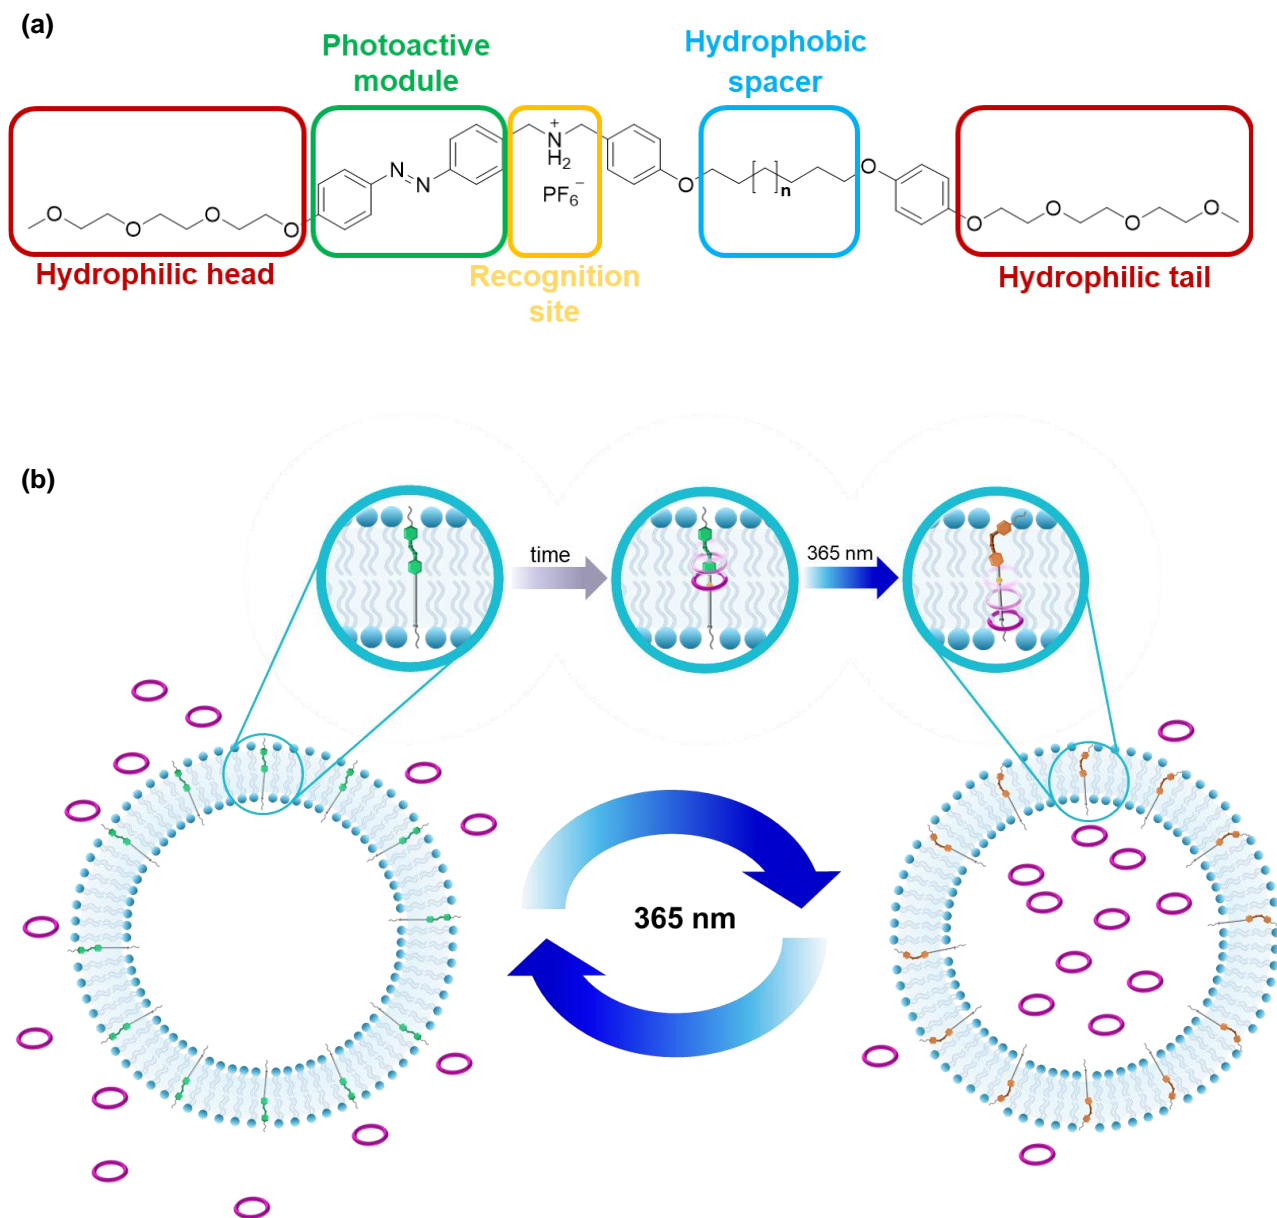 (a)
Photoactive
module
Hydrophobic
spacer
N
N
+
N
H2
PF6−
O
n
O
O
O
O
O
O
O
O
O
Hydrophilic head
Recognition
site
Hydrophilic tail
(b)
time
365 nm
365 nm